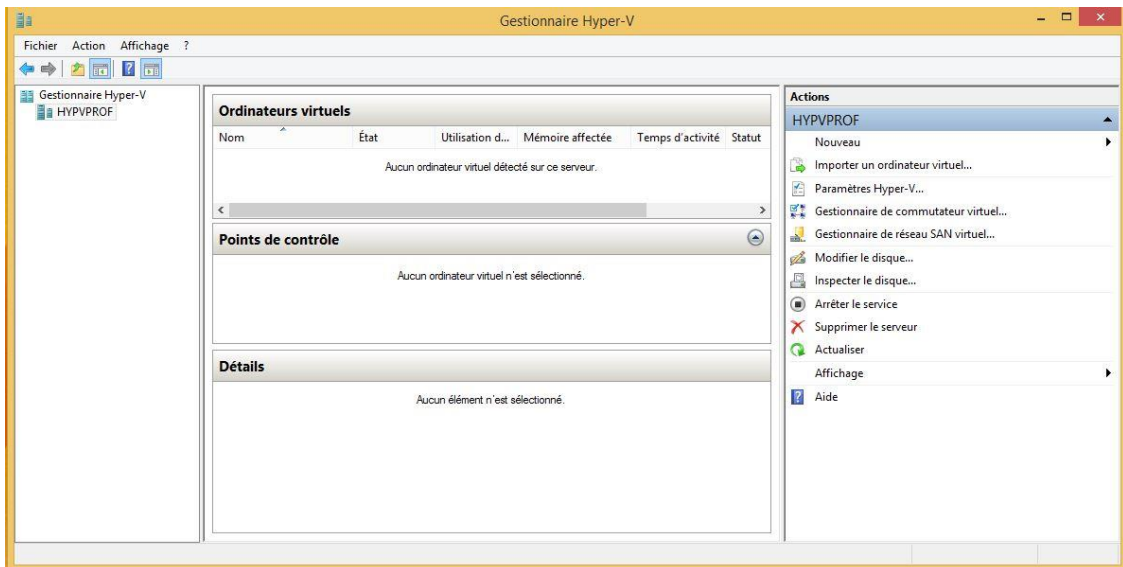 Gestionnaire Hyper-V
Fichier Action Affichage ?
Gestionnaire Hyper-V
HYPVPROF
Ordinateurs virtuels
Nom État Utilisation d... Mémoire affectée Temps d'activité Statut
Aucun ordinateur virtuel détecté sur ce serveur.
Points de contrôle
Aucun ordinateur virtuel n'est sélectionné.
Détails
Aucun élément n'est sélectionné.
Actions
HYPVPROF
Nouveau
Importer un ordinateur virtuel...
Paramètres Hyper-V...
Gestionnaire de commutateur virtuel...
Gestionnaire de réseau SAN virtuel...
Modifier le disque...
Inspecter le disque...
Arrêter le service
Supprimer le serveur
Actualiser
Affichage
Aide